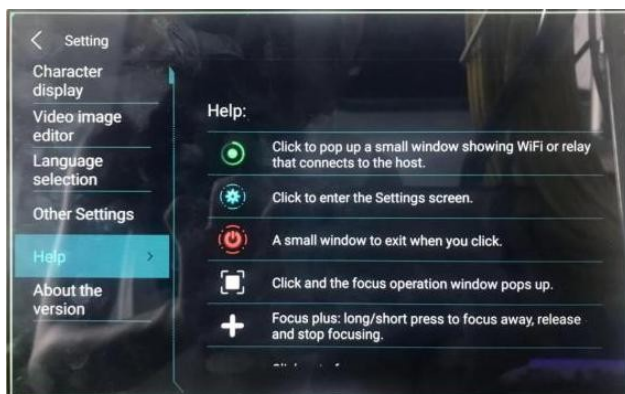 Setting
Character
display
Video image
editor
Language
selection
Other Settings
Help
About the
version
Help:
Click to pop up a small window showing WiFi or relay
that connects to the host.
Click to enter the Settings screen.
A small window to exit when you click.
Click and the focus operation window pops up.
Focus plus: long/short press to focus away, release
and stop focusing.